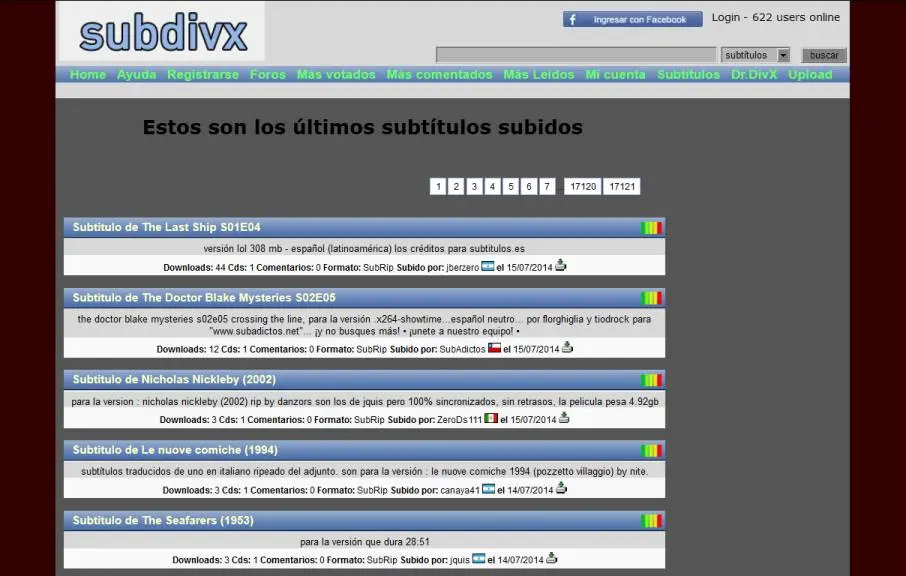 subdivx
Ingresar con Facebook
Login - 622 users online
subtítulos
buscar
Home Ayuda Registrarse Foros Más votados Más comentados Más Leídos Mi cuenta Subtítulos Dr.DivX Upload
Estos son los últimos subtítulos subidos
1 2 3 4 5 6 7 .. 17120 17121
Subtitulo de The Last Ship S01E04
versión lol 308 mb - español (latinoamérica) los créditos para subtitulos.es
Downloads: 44 Cds: 1 Comentarios: 0 Formato: SubRip Subido por: jberzero el 15/07/2014
Subtitulo de The Doctor Blake Mysteries S02E05
the doctor blake mysteries s02e05 crossing the line, para la versión .x264-showtime...español neutro... por florghiglia y tiodrock para
"www.subadictos.net"... ¡y no busques más! • ¡unete a nuestro equipo! •
Downloads: 12 Cds: 1 Comentarios: 0 Formato: SubRip Subido por: SubAdictos el 15/07/2014
Subtitulo de Nicholas Nickleby (2002)
para la version : nicholas nickleby (2002) rip by danzors son los de jquis pero 100% sincronizados, sin retrasos, la pelicula pesa 4.92gb
Downloads: 3 Cds: 1 Comentarios: 0 Formato: SubRip Subido por: ZeroDs111 el 15/07/2014
Subtitulo de Le nuove comiche (1994)
subtítulos traducidos de uno en italiano ripeado del adjunto. son para la versión : le nuove comiche 1994 (pozzetto villaggio) by nite.
Downloads: 3 Cds: 1 Comentarios: 0 Formato: SubRip Subido por: canaya41 el 14/07/2014
Subtitulo de The Seafarers (1953)
para la versión que dura 28:51
Downloads: 3 Cds: 1 Comentarios: 0 Formato: SubRip Subido por: jquis el 14/07/2014